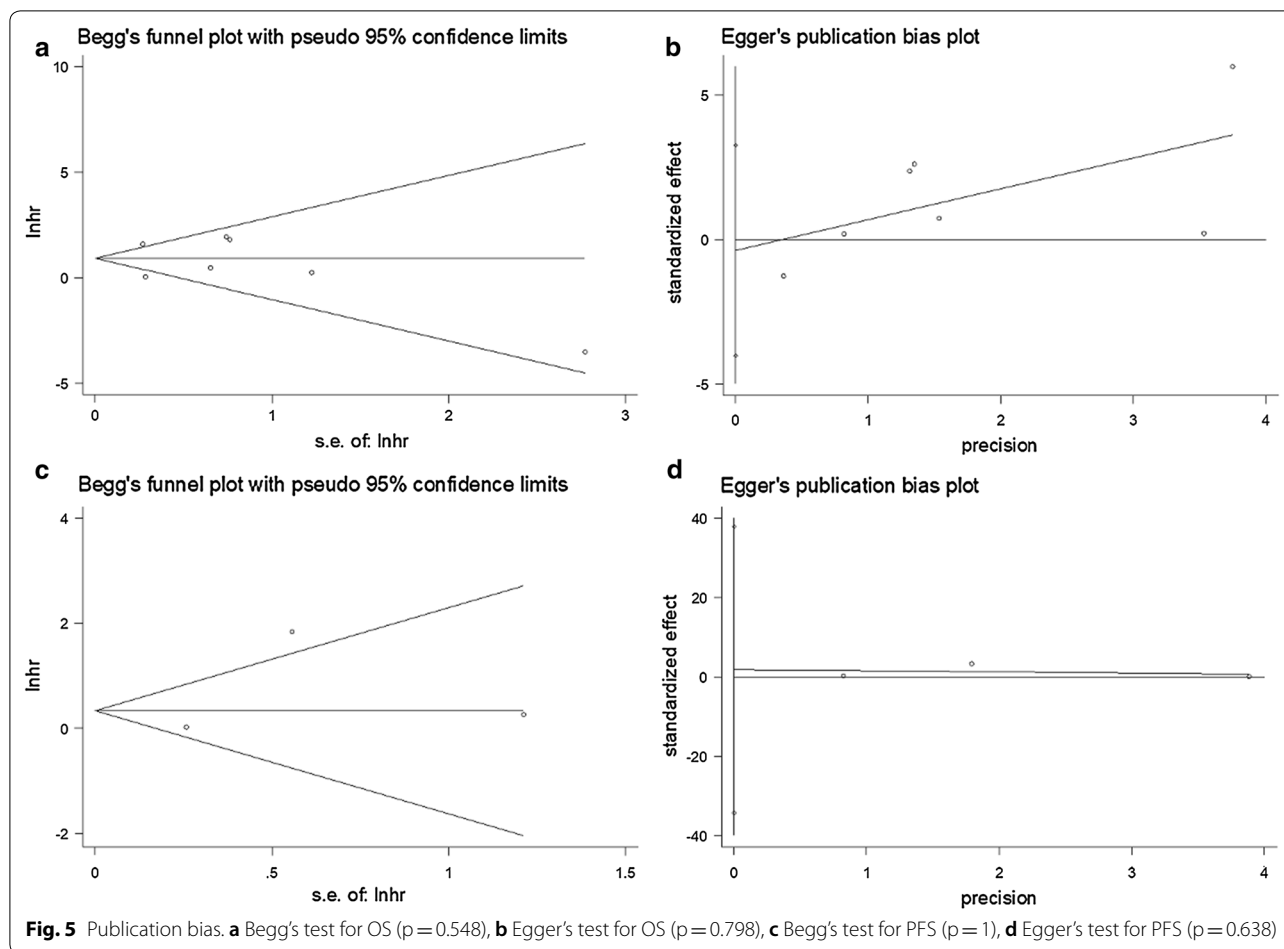 a Begg's funnel plot with pseudo 95% confidence limits
10
5
0
-5
lnhr
0 1 2 3
s.e. of: lnhr
b Egger's publication bias plot
5
0
-5
standardized effect
0 1 2 3 4
precision
c Begg's funnel plot with pseudo 95% confidence limits
4
2
0
-2
lnhr
0 .5 1 1.5
s.e. of: lnhr
d Egger's publication bias plot
40
20
0
-20
-40
standardized effect
0 1 2 3 4
precision
Fig. 5 Publication bias. a Begg's test for OS (p = 0.548), b Egger's test for OS (p = 0.798), c Begg's test for PFS (p = 1), d Egger's test for PFS (p = 0.638)